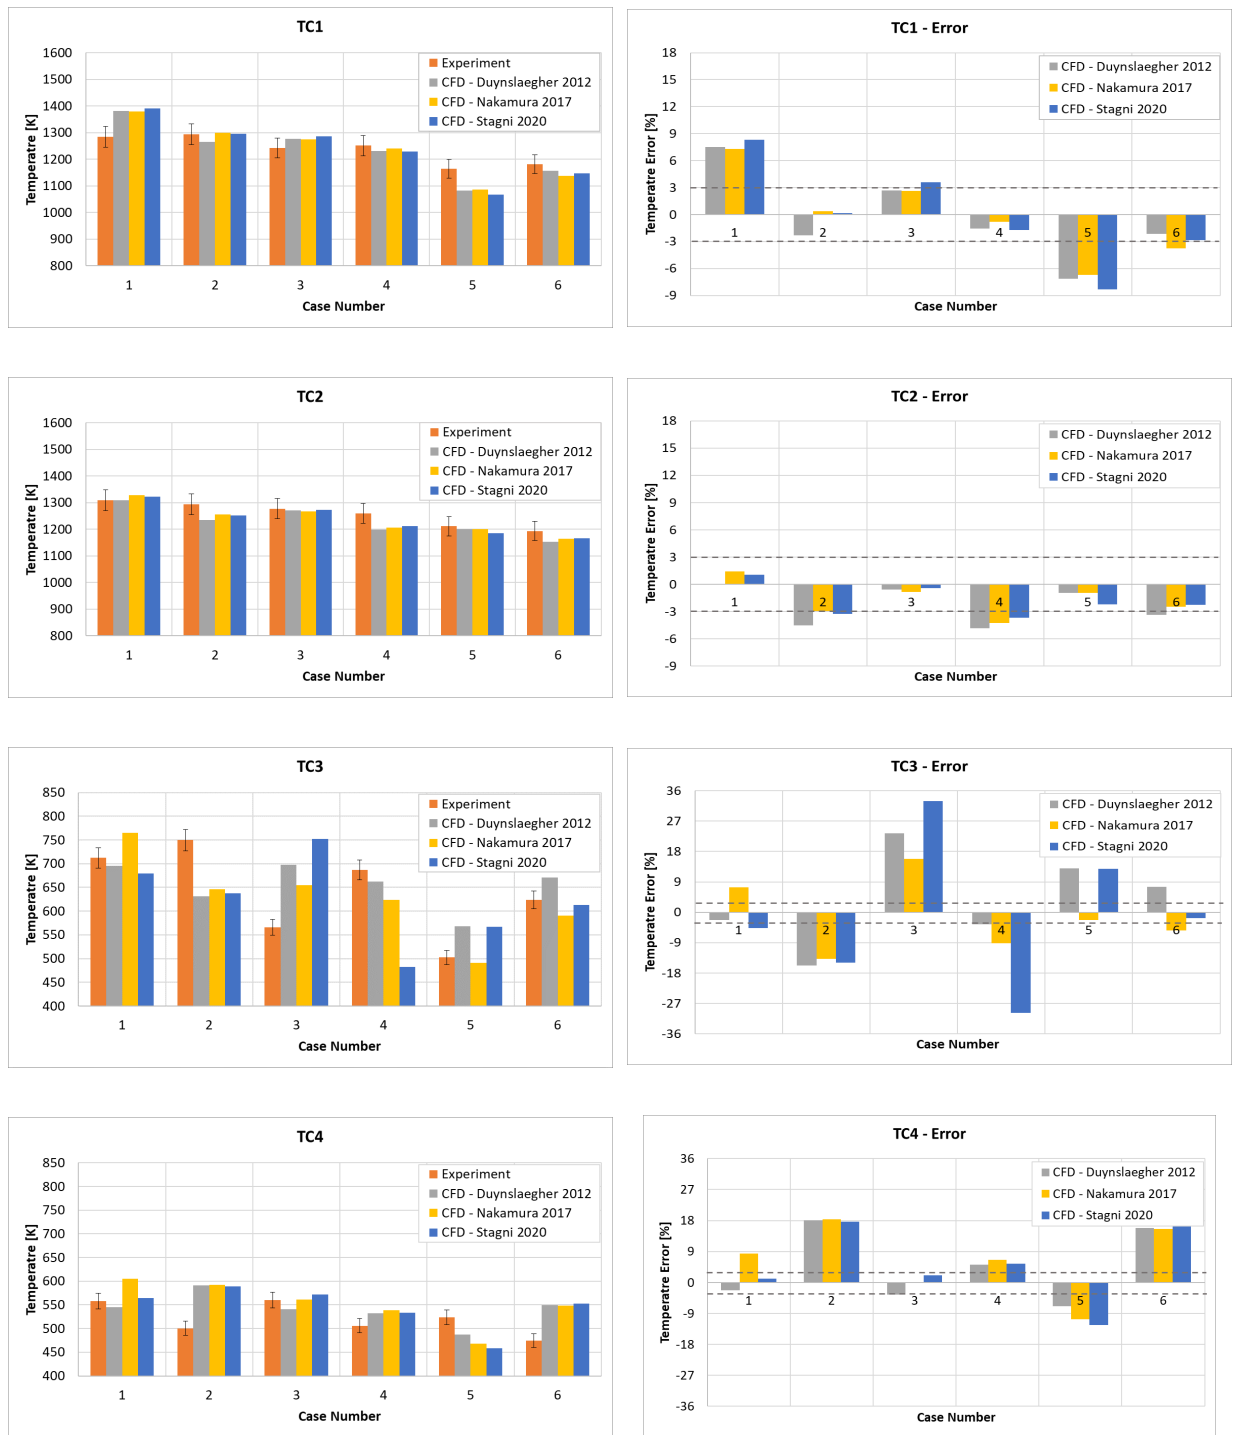 TC1
1600
1500
1400
1300
1200
1100
1000
900
800
Temperatre [K]
Experiment
CFD - Duynslaegher 2012
CFD - Nakamura 2017
CFD - Stagni 2020
1 2 3 4 5 6
Case Number
TC1 - Error
18
15
12
9
6
3
0
-3
-6
-9
Temperatre Error [%]
CFD - Duynslaegher 2012
CFD - Nakamura 2017
CFD - Stagni 2020
1 2 3 4 5 6
Case Number
TC2
1600
1500
1400
1300
1200
1100
1000
900
800
Temperatre [K]
Experiment
CFD - Duynslaegher 2012
CFD - Nakamura 2017
CFD - Stagni 2020
1 2 3 4 5 6
Case Number
TC2 - Error
18
15
12
9
6
3
0
-3
-6
-9
Temperatre Error [%]
CFD - Duynslaegher 2012
CFD - Nakamura 2017
CFD - Stagni 2020
1 2 3 4 5 6
Case Number
TC3
850
800
750
700
650
600
550
500
450
400
Temperatre [K]
Experiment
CFD - Duynslaegher 2012
CFD - Nakamura 2017
CFD - Stagni 2020
1 2 3 4 5 6
Case Number
TC3 - Error
36
27
18
9
0
-9
-18
-27
-36
Temperatre Error [%]
CFD - Duynslaegher 2012
CFD - Nakamura 2017
CFD - Stagni 2020
1 2 3 4 5 6
Case Number
TC4
850
800
750
700
650
600
550
500
450
400
Temperatre [K]
Experiment
CFD - Duynslaegher 2012
CFD - Nakamura 2017
CFD - Stagni 2020
1 2 3 4 5 6
Case Number
TC4 - Error
36
27
18
9
0
-9
-18
-27
-36
Temperatre Error [%]
CFD - Duynslaegher 2012
CFD - Nakamura 2017
CFD - Stagni 2020
1 2 3 4 5 6
Case Number